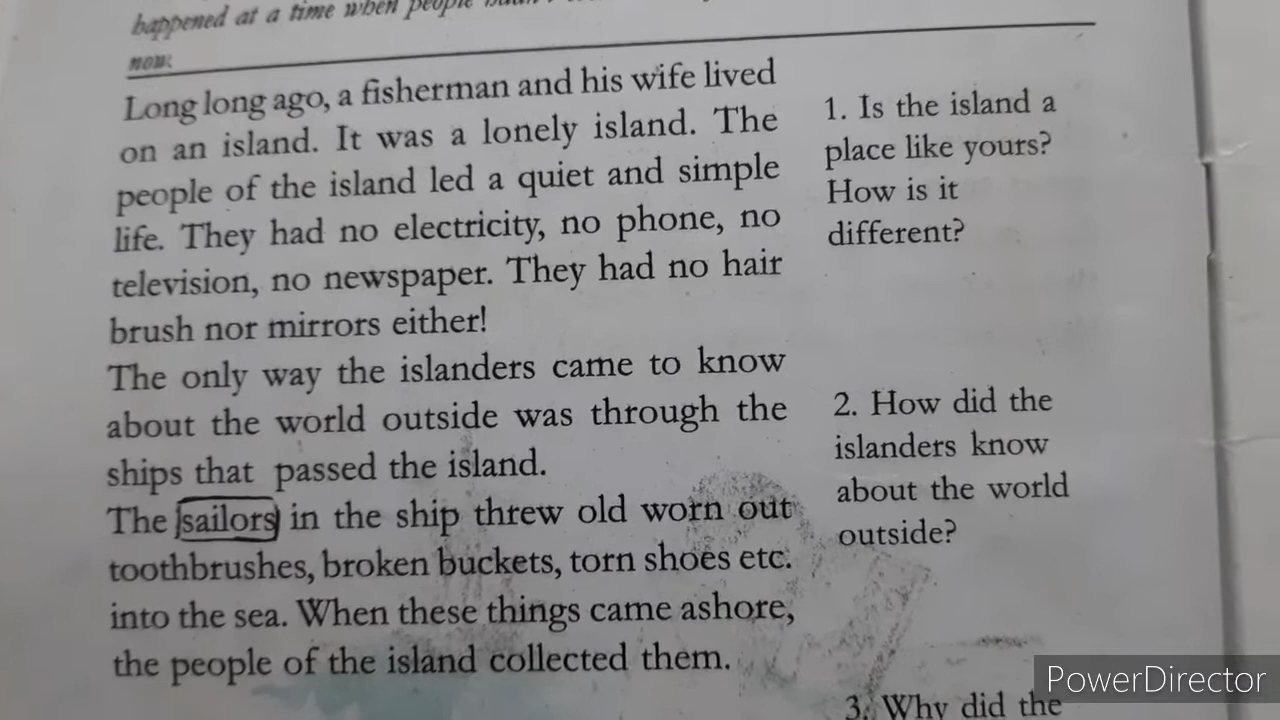 happened at a time when people
now.
Long long ago, a fisherman and his wife lived
on an island. It was a lonely island. The
people of the island led a quiet and simple
life. They had no electricity, no phone, no
television, no newspaper. They had no hair
brush nor mirrors either!
The only way the islanders came to know
about the world outside was through the
ships that passed the island.
The sailors in the ship threw old worn out
toothbrushes, broken buckets, torn shoes etc.
into the sea. When these things came ashore,
the people of the island collected them.
1. Is the island a
place like yours?
How is it
different?
2. How did the
islanders know
about the world
outside?
3. Why did the
PowerDirector